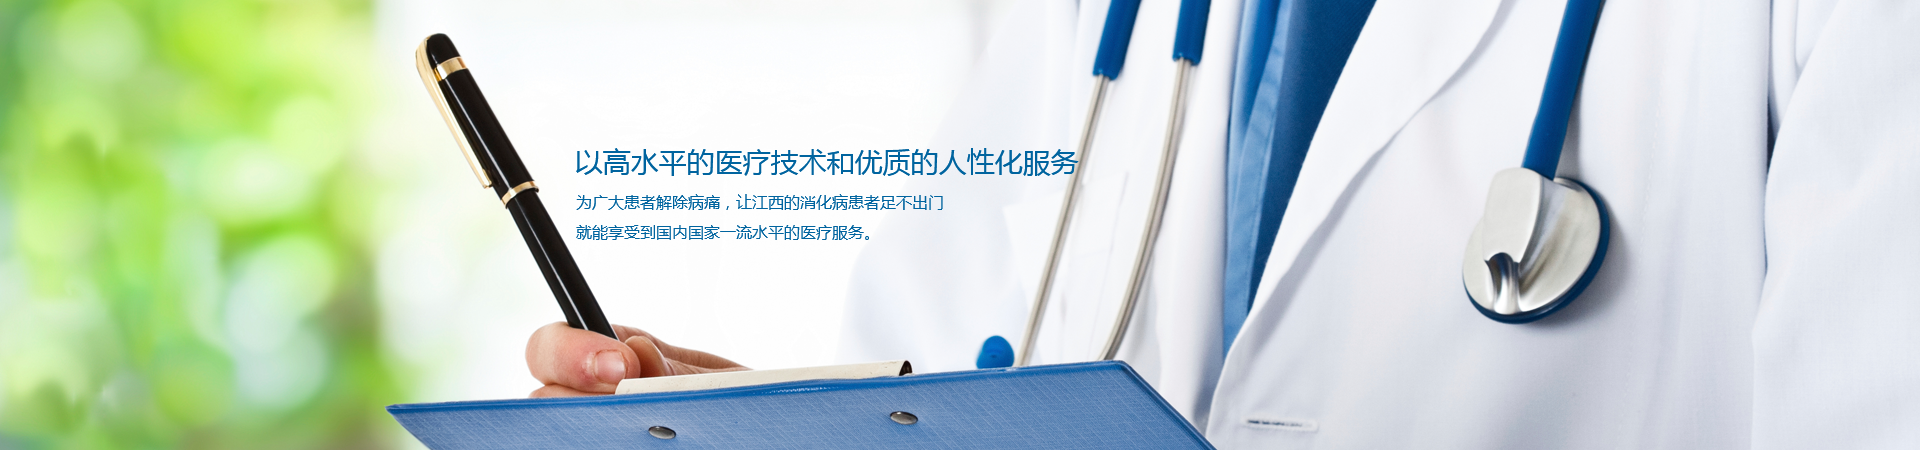 以高水平的医疗技术和优质的人性化服务
为广大患者解除病痛，让江西的消化病患者足不出门
就能享受到国内国家一流水平的医疗服务。